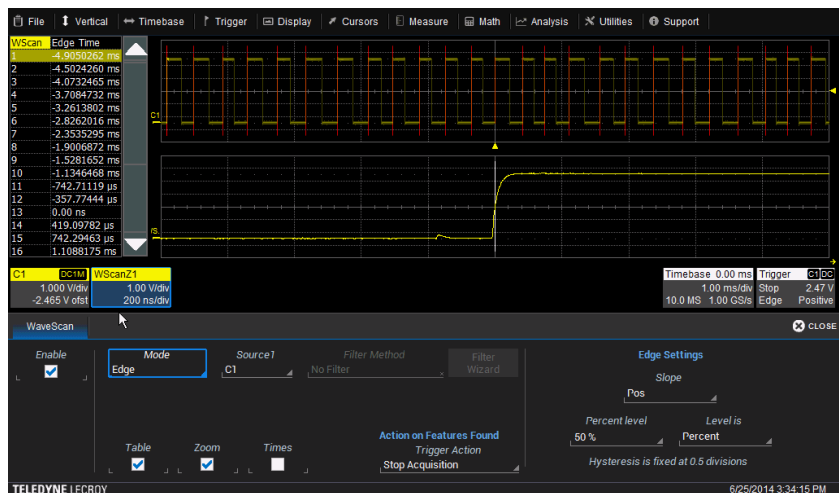 File Vertical Timebase Trigger Display Cursors Measure Math Analysis Utilities Support
WScan Edge Time
1 -4.9050262 ms
2 -4.5024260 ms
3 -4.0732465 ms
4 -3.7084732 ms
5 -3.2613802 ms
6 -2.8262016 ms
7 -2.3535295 ms
8 -1.9006872 ms
9 -1.5281652 ms
10 -1.1346468 ms
11 -742.71119 µs
12 -357.77444 µs
13 0.00 ns
14 419.09782 µs
15 742.29463 µs
16 1.1088175 ms
C1
C1 DC1M
1.000 V/div
-2.465 V ofst
WScanZ1
1.00 V/div
200 ns/div
Timebase 0.00 ms
1.00 ms/div
10.0 MS 1.00 GS/s
Trigger C1 DC
Stop 2.47 V
Edge Positive
WaveScan
CLOSE
Enable
Mode
Edge
Source1
C1
Filter Method
No Filter
Filter
Wizard
Table
Zoom
Times
Action on Features Found
Trigger Action
Stop Acquisition
Edge Settings
Slope
Pos
Percent level
50 %
Level is
Percent
Hysteresis is fixed at 0.5 divisions
TELEDYNE LECROY
6/25/2014 3:34:15 PM